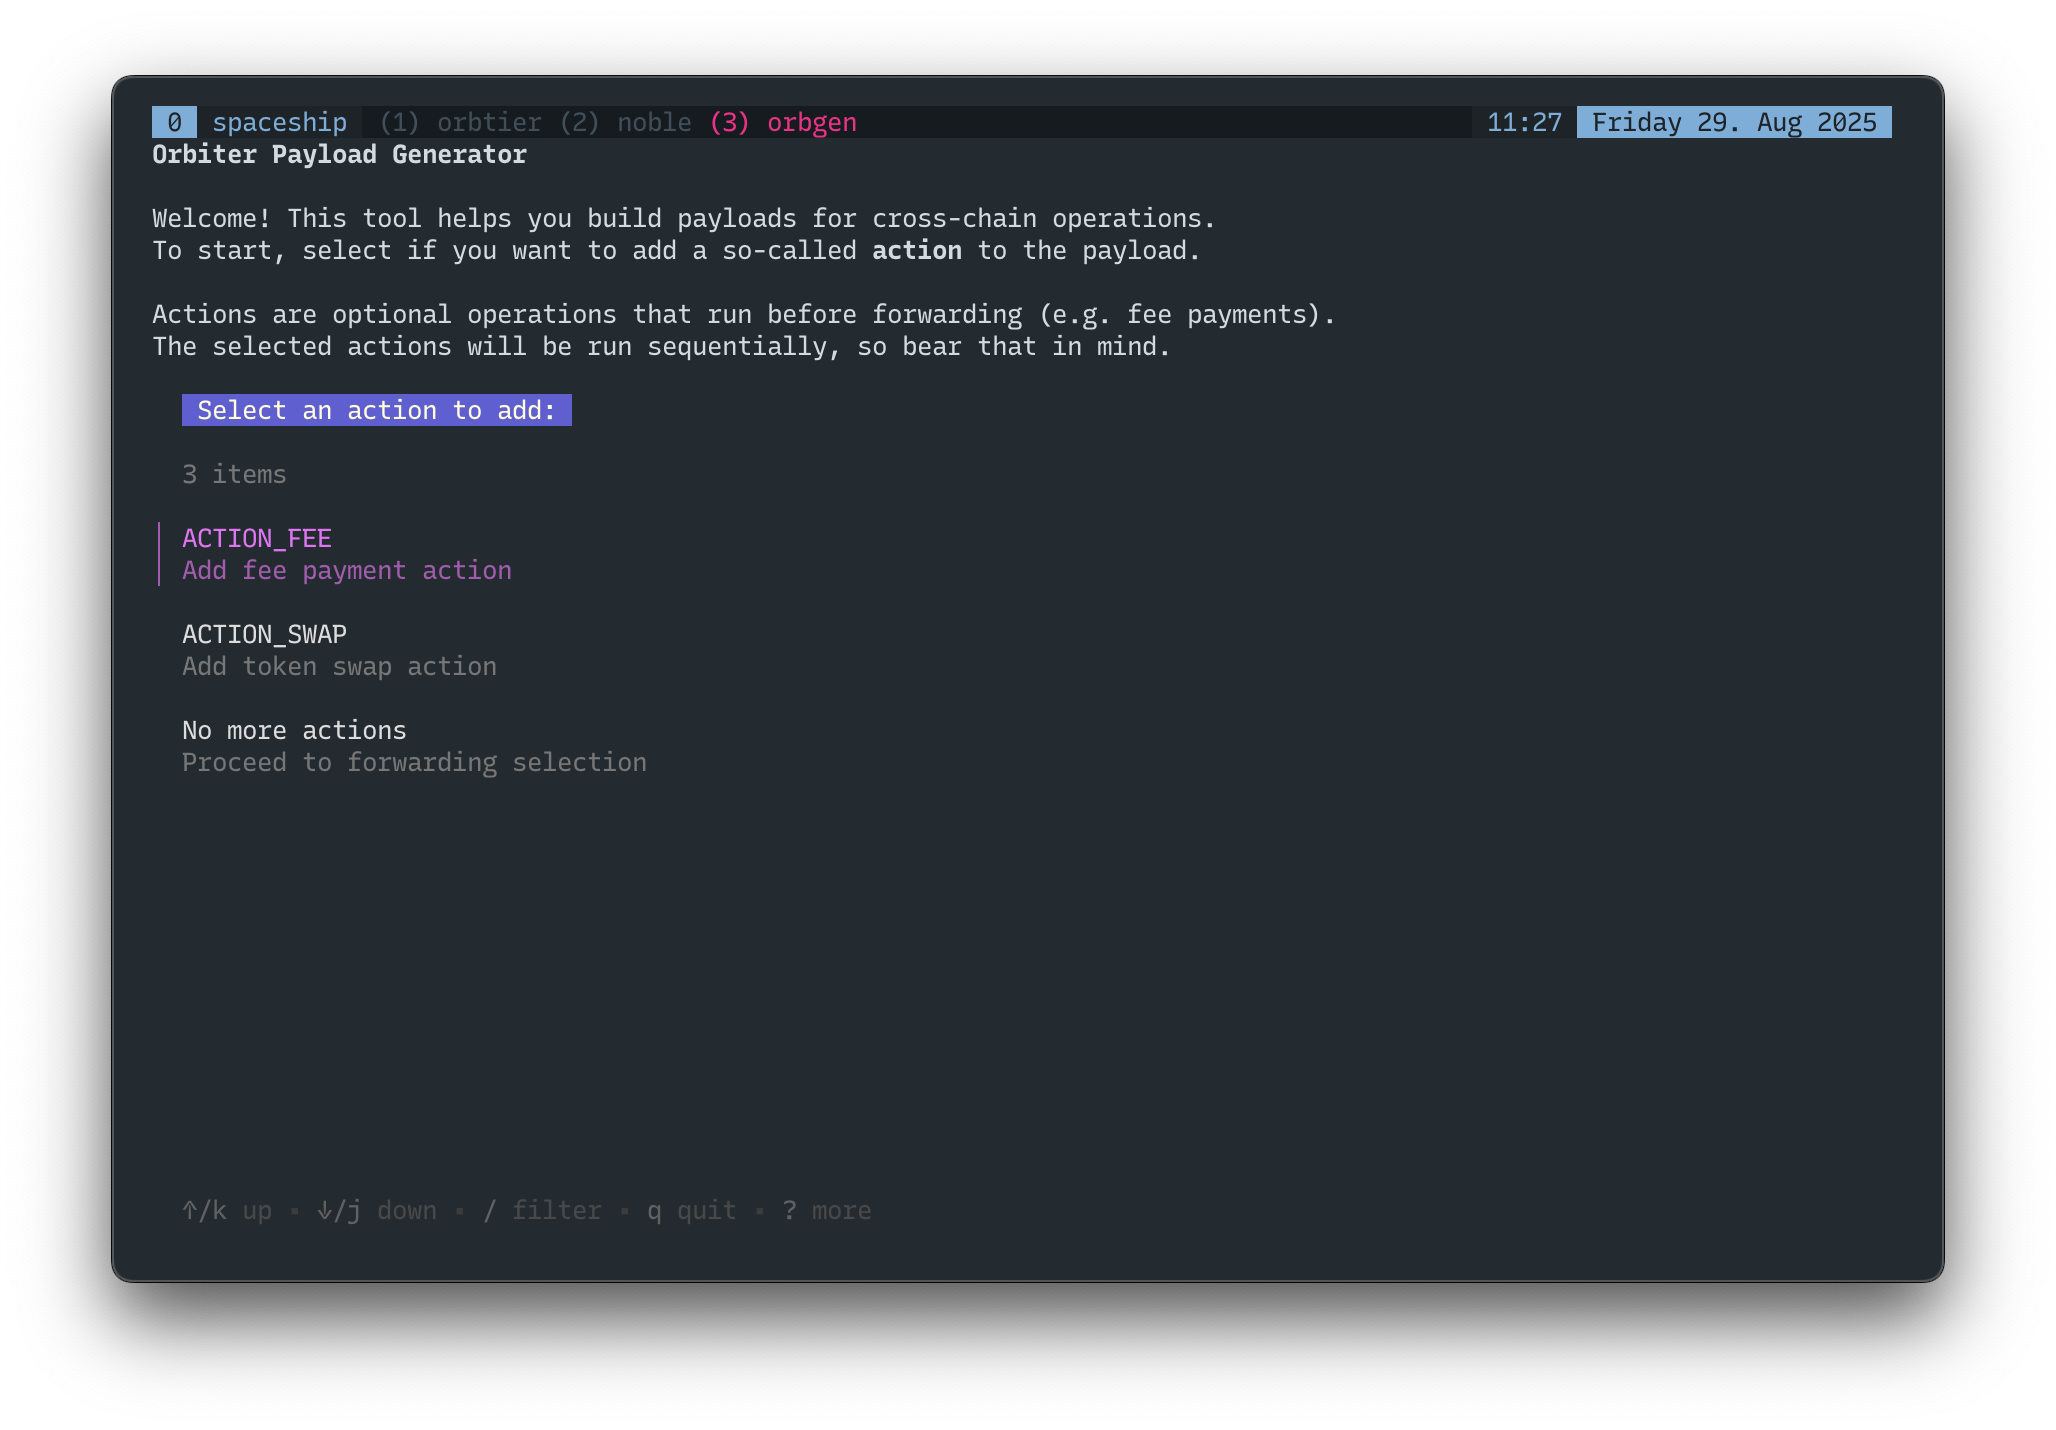 0 spaceship (1) orbtier (2) noble (3) orbgen 11:27 Friday 29. Aug 2025
Orbiter Payload Generator
Welcome! This tool helps you build payloads for cross-chain operations.
To start, select if you want to add a so-called action to the payload.
Actions are optional operations that run before forwarding (e.g. fee payments).
The selected actions will be run sequentially, so bear that in mind.
Select an action to add:
3 items
ACTION_FEE
Add fee payment action
ACTION_SWAP
Add token swap action
No more actions
Proceed to forwarding selection
↑/k up • ↓/j down • / filter • q quit • ? more